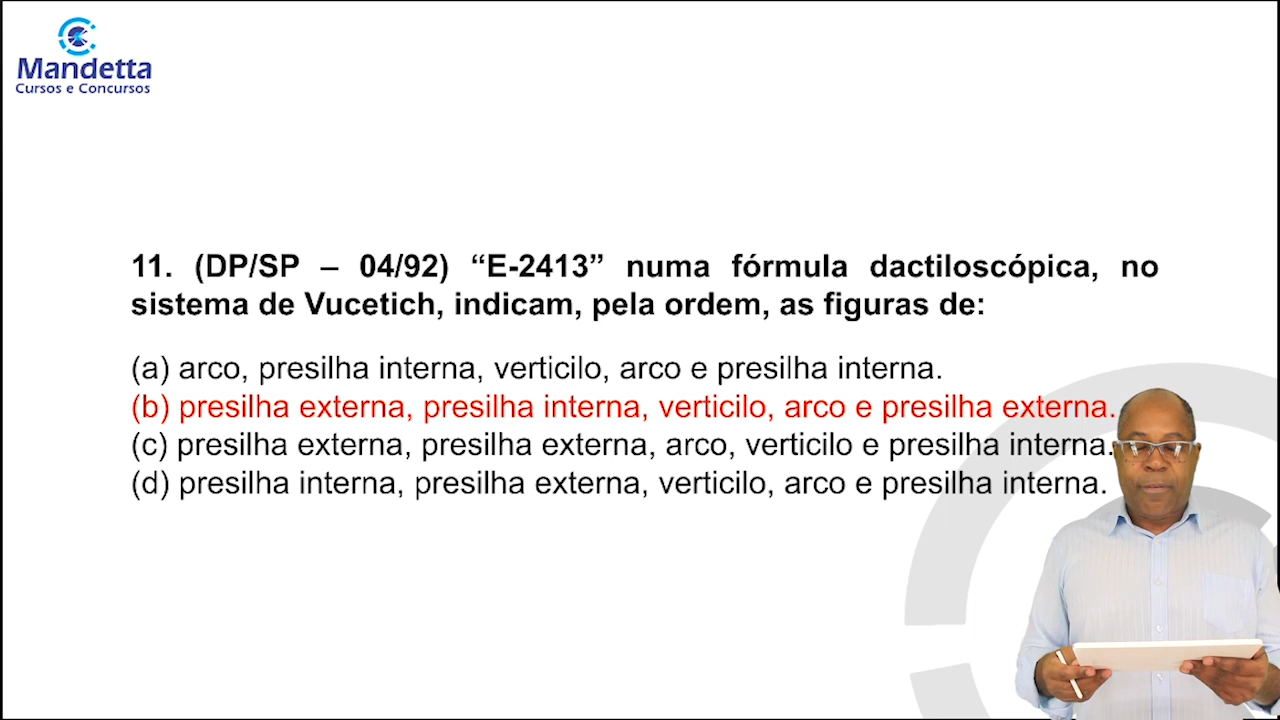 Mandetta
Cursos e Concursos
11. (DP/SP – 04/92) “E-2413” numa fórmula dactiloscópica, no
sistema de Vucetich, indicam, pela ordem, as figuras de:
(a) arco, presilha interna, verticilo, arco e presilha interna.
(b) presilha externa, presilha interna, verticilo, arco e presilha externa.
(c) presilha externa, presilha externa, arco, verticilo e presilha interna.
(d) presilha interna, presilha externa, verticilo, arco e presilha interna.